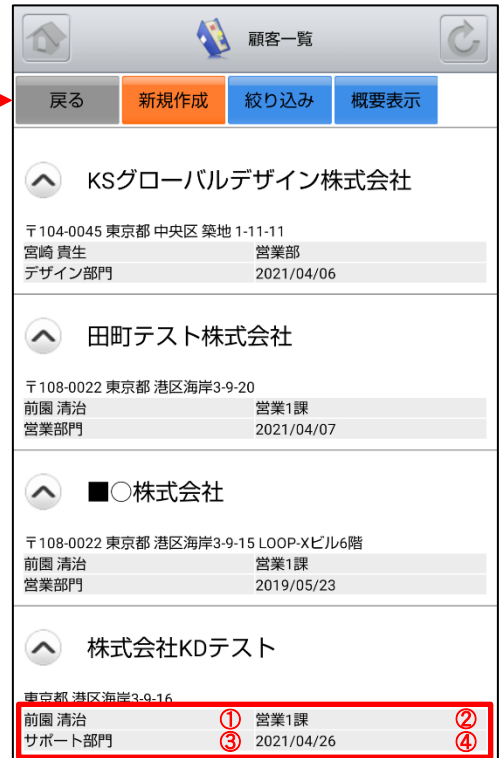 顧客一覧
戻る 新規作成 絞り込み 概要表示
KSグローバルデザイン株式会社
〒104-0045 東京都 中央区 築地 1-11-11
宮崎 貴生 営業部
デザイン部門 2021/04/06
田町テスト株式会社
〒108-0022 東京都 港区海岸3-9-20
前園 清治 営業1課
営業部門 2021/04/07
■○株式会社
〒108-0022 東京都 港区海岸3-9-15 LOOP-Xビル6階
前園 清治 営業1課
営業部門 2019/05/23
株式会社KDテスト
東京都 港区海岸3-9-16
前園 清治 ① 営業1課 ②
サポート部門 ③ 2021/04/26 ④